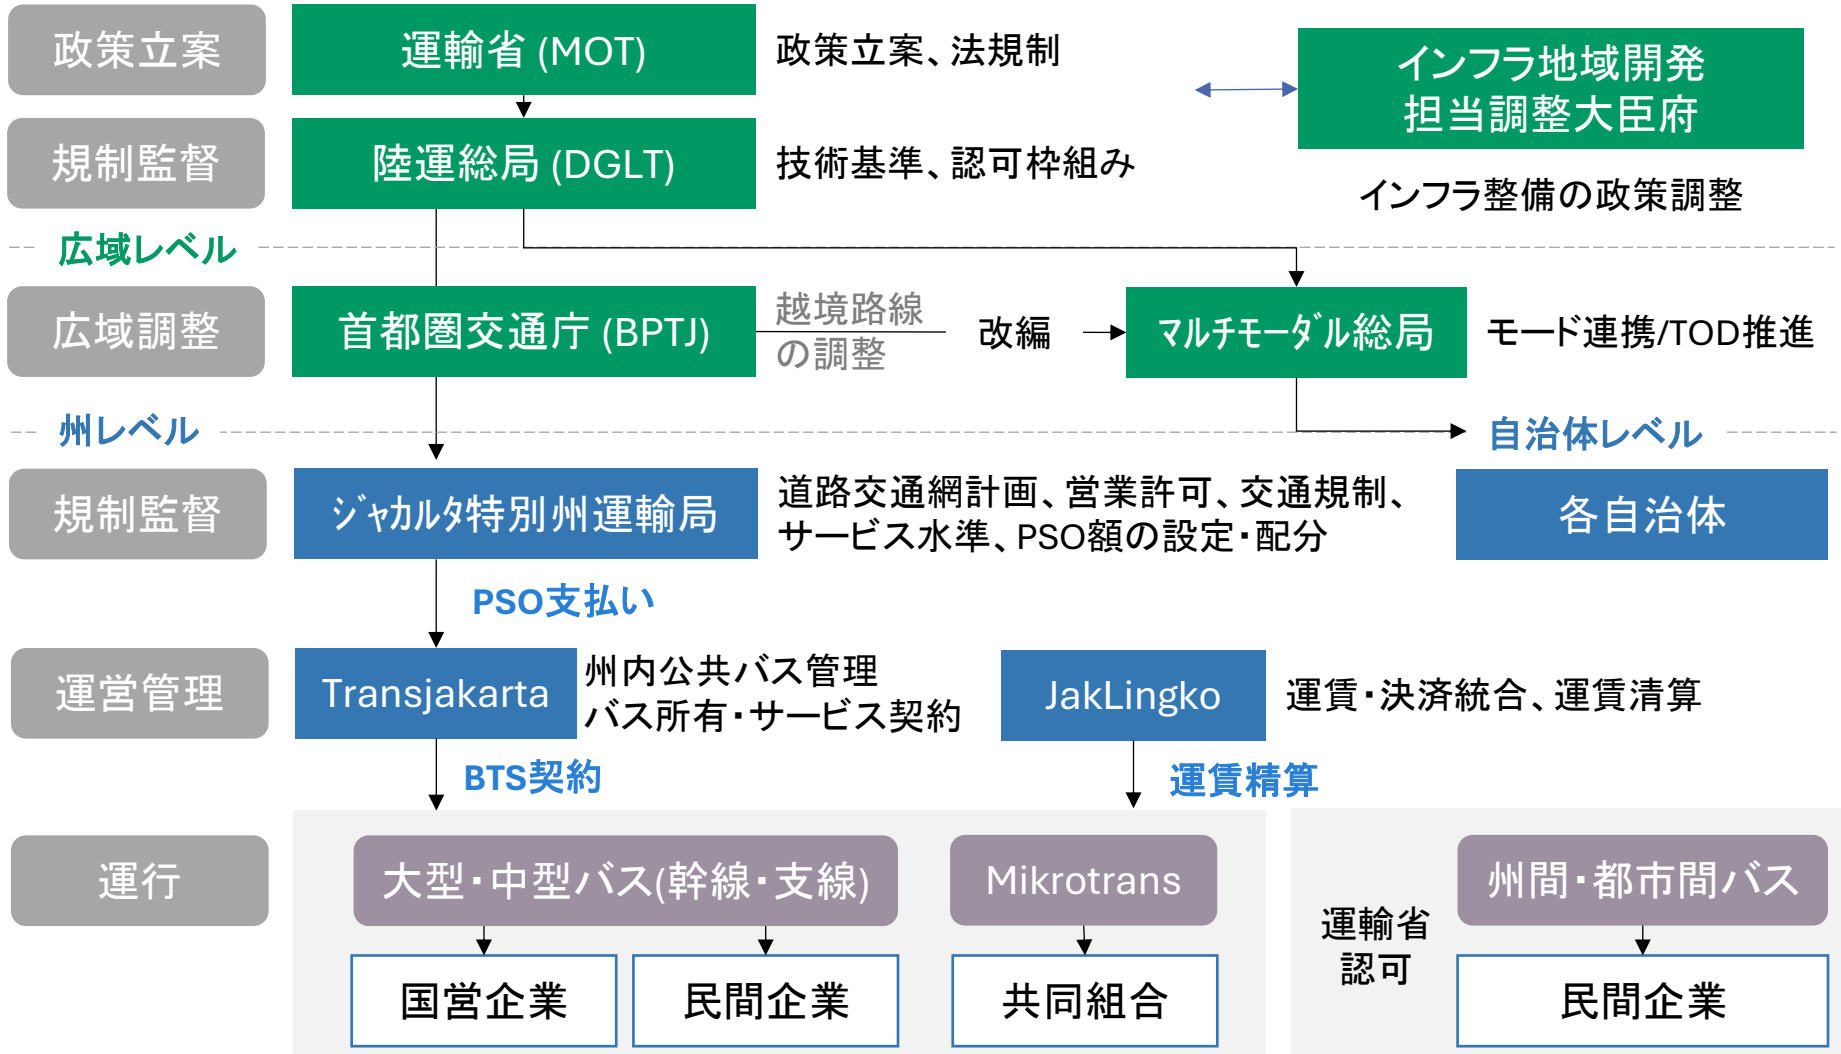 政策立案
運輸省 (MOT)
政策立案、法規制
インフラ地域開発
担当調整大臣府
規制監督
陸運総局 (DGLT)
技術基準、認可枠組み
インフラ整備の政策調整
広域レベル
広域調整
首都圏交通庁 (BPTJ)
越境路線
の調整
改編
ﾏﾙﾁﾓｰﾀﾞﾙ総局
モード連携/TOD推進
州レベル
自治体レベル
規制監督
ｼﾞｬｶﾙﾀ特別州運輸局
道路交通網計画、営業許可、交通規制、
サービス水準、PSO額の設定・配分
各自治体
PSO支払い
運営管理
Transjakarta
州内公共バス管理
バス所有・サービス契約
JakLingko
運賃・決済統合、運賃清算
BTS契約
運賃精算
運行
大型・中型バス(幹線・支線)
Mikrotrans
州間・都市間バス
運輸省
認可
国営企業
民間企業
共同組合
民間企業